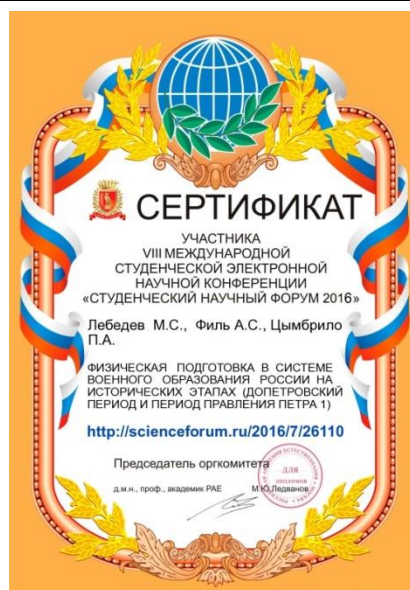 СЕРТИФИКАТ
УЧАСТНИКА
VIII МЕЖДУНАРОДНОЙ
СТУДЕНЧЕСКОЙ ЭЛЕКТРОННОЙ
НАУЧНОЙ КОНФЕРЕНЦИИ
«СТУДЕНЧЕСКИЙ НАУЧНЫЙ ФОРУМ 2016»
Лебедев М.С., Филь А.С., Цымбрило
П.А.
ФИЗИЧЕСКАЯ ПОДГОТОВКА В СИСТЕМЕ
ВОЕННОГО ОБРАЗОВАНИЯ РОССИИ НА
ИСТОРИЧЕСКИХ ЭТАПАХ (ДОПЕТРОВСКИЙ
ПЕРИОД И ПЕРИОД ПРАВЛЕНИЯ ПЕТРА 1)
http://scienceforum.ru/2016/7/26110
Председатель оргкомитета
д.м.н., проф., академик РАЕ М.Ю.Ледванов
ДЛЯ